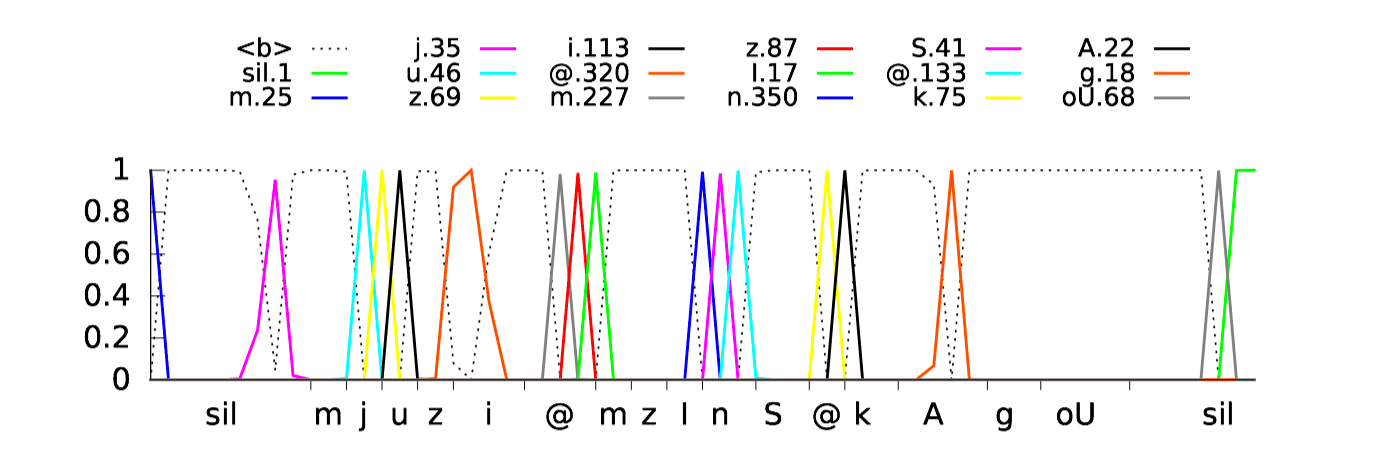 <b> j.35 i.113 z.87 S.41 A.22
sil.1 u.46 @.320 I.17 @.133 g.18
m.25 z.69 m.227 n.350 k.75 oU.68
1
0.8
0.6
0.4
0.2
0
sil m j u z i @ m z I n S @ k A g oU sil